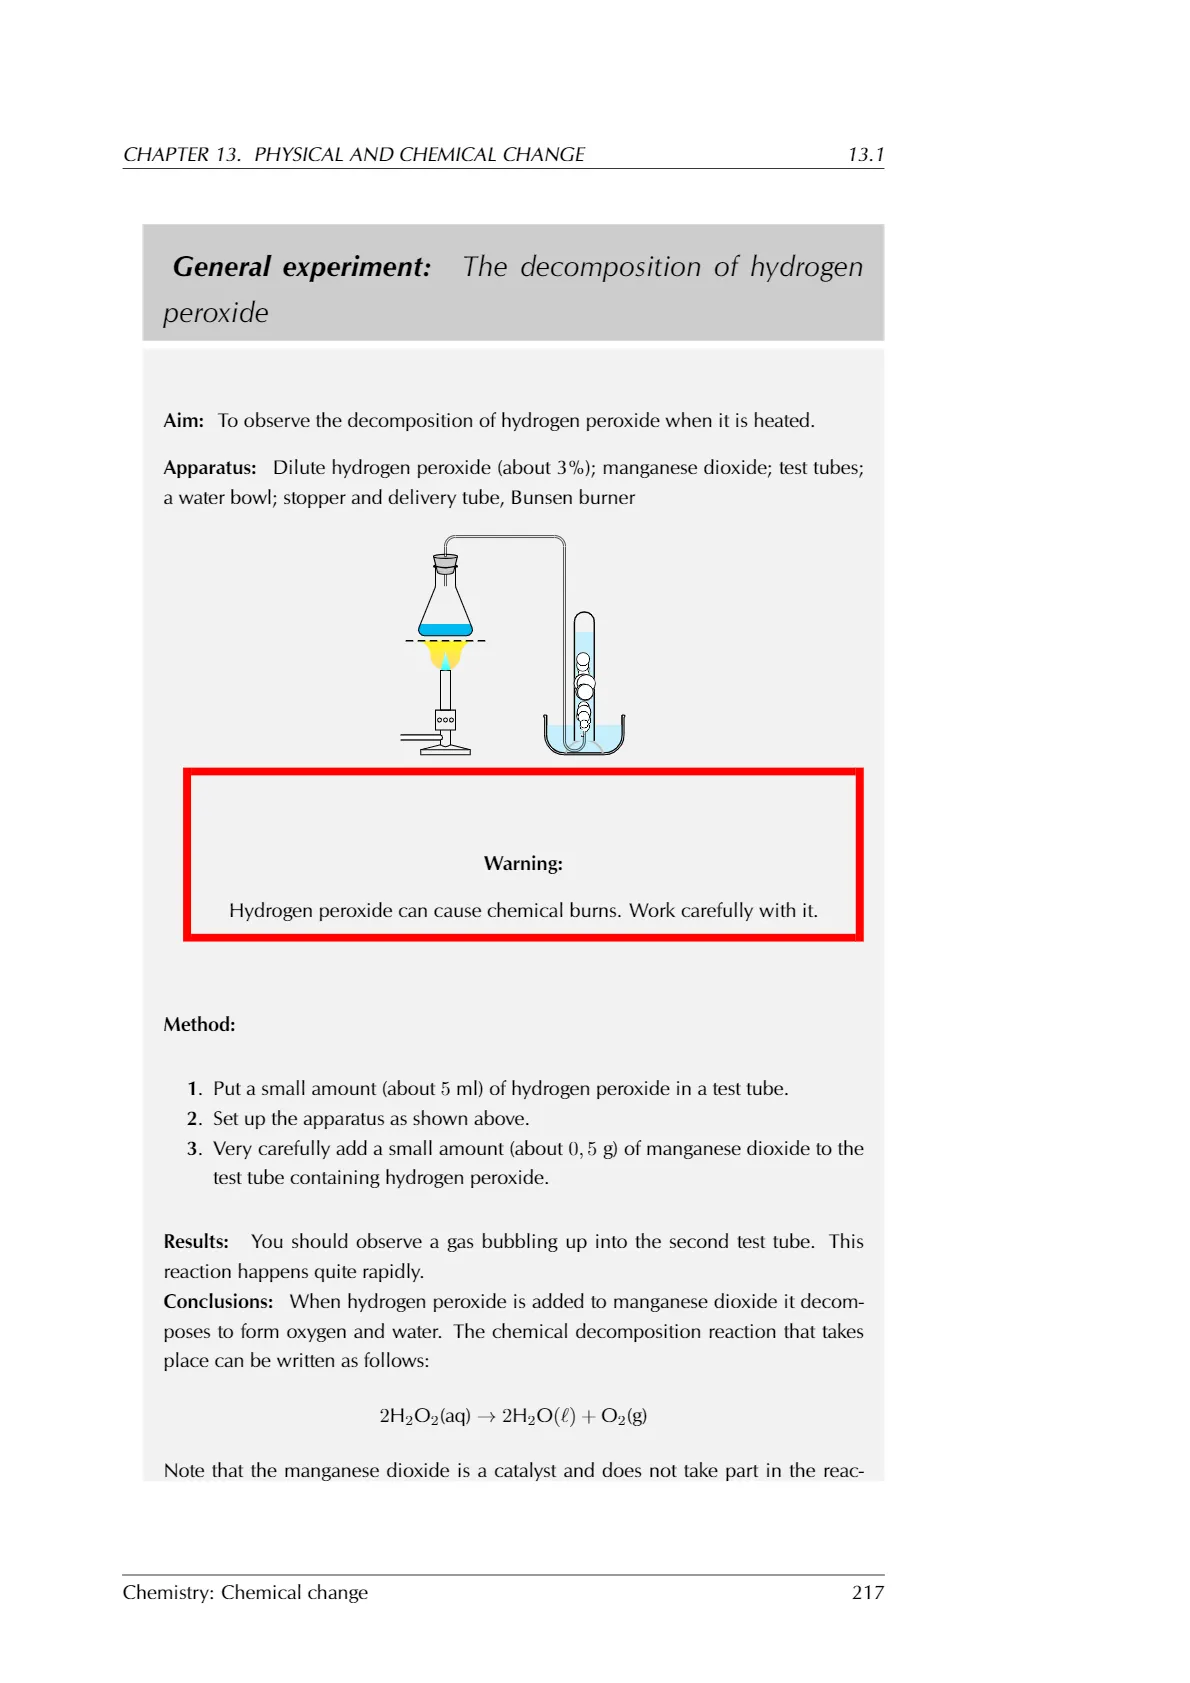 CHAPTER 13. PHYSICAL AND CHEMICAL CHANGE 13.1
General experiment: The decomposition of hydrogen
peroxide
Aim: To observe the decomposition of hydrogen peroxide when it is heated.
Apparatus: Dilute hydrogen peroxide (about 3%); manganese dioxide; test tubes;
a water bowl; stopper and delivery tube, Bunsen burner
Warning:
Hydrogen peroxide can cause chemical burns. Work carefully with it.
Method:
1. Put a small amount (about 5 ml) of hydrogen peroxide in a test tube.
2. Set up the apparatus as shown above.
3. Very carefully add a small amount (about 0, 5 g) of manganese dioxide to the
test tube containing hydrogen peroxide.
Results: You should observe a gas bubbling up into the second test tube. This
reaction happens quite rapidly.
Conclusions: When hydrogen peroxide is added to manganese dioxide it decom-
poses to form oxygen and water. The chemical decomposition reaction that takes
place can be written as follows:
2H₂O₂(aq) → 2H₂O(ℓ) + O₂(g)
Note that the manganese dioxide is a catalyst and does not take part in the reac-
Chemistry: Chemical change 217